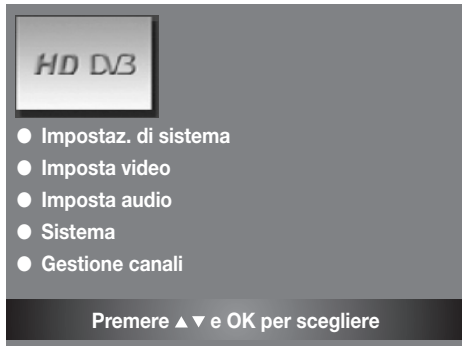 HD DVB
● Impostaz. di sistema
● Imposta video
● Imposta audio
● Sistema
● Gestione canali
Premere ▲▼ e OK per scegliere